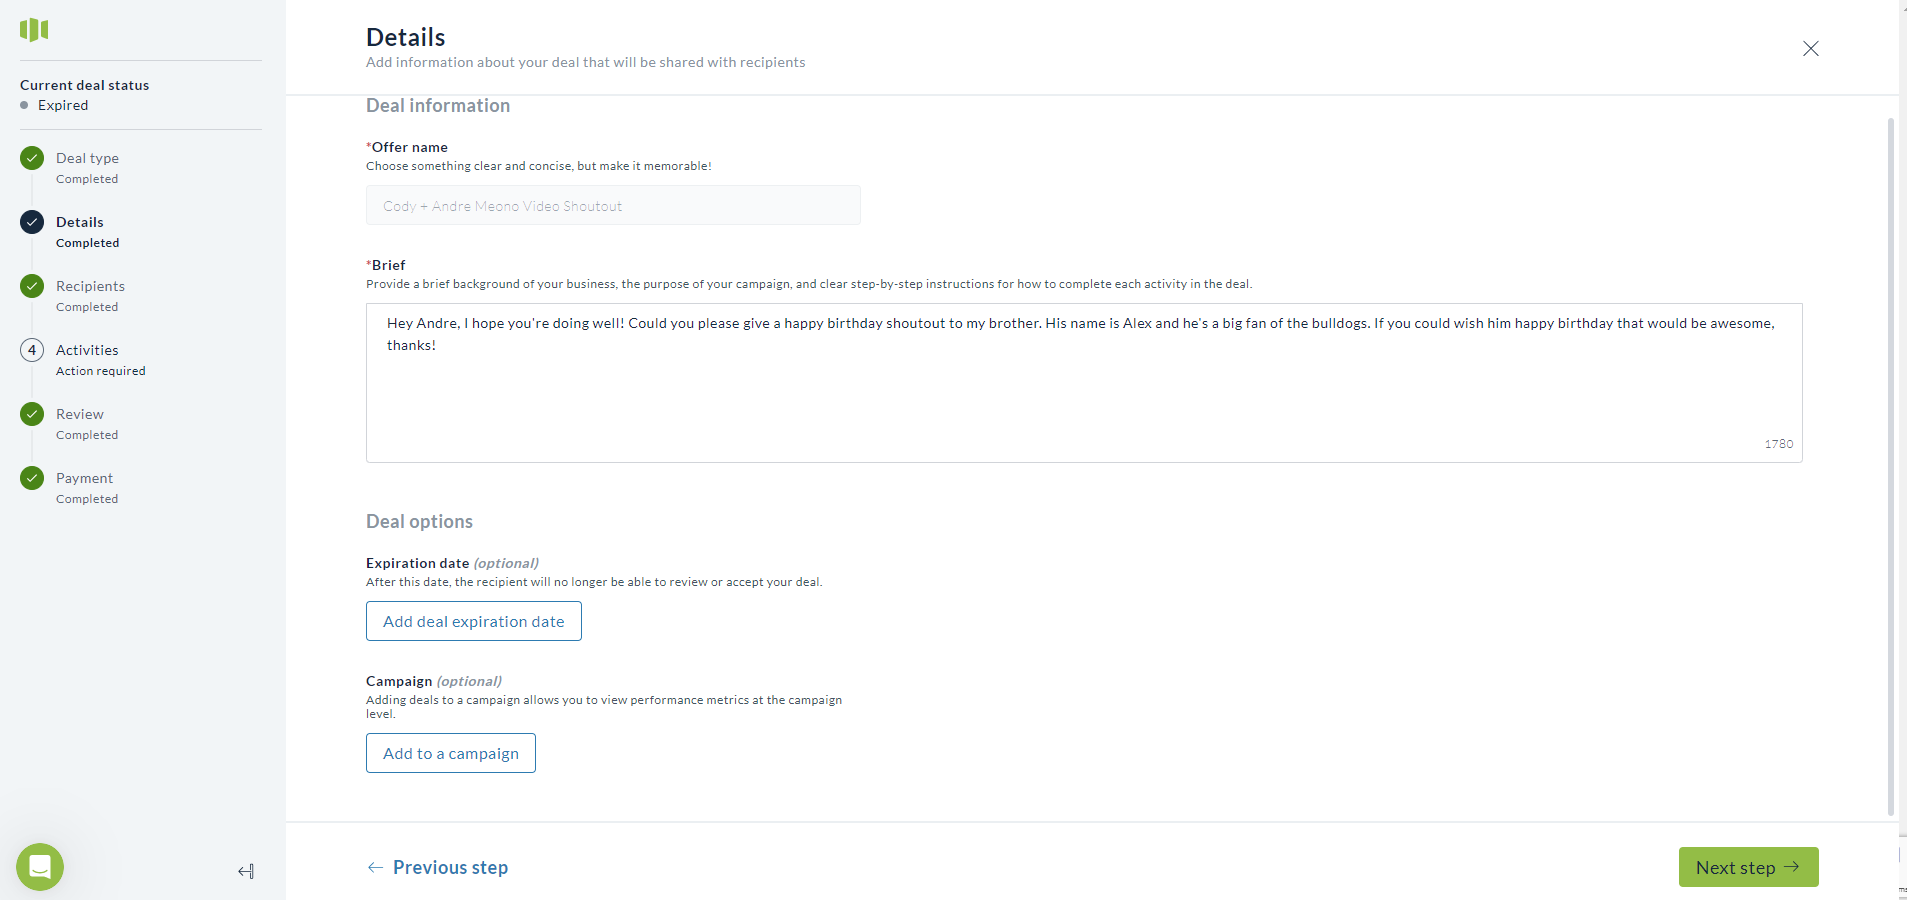 Current deal status
Expired
Deal type
Completed
Details
Completed
Recipients
Completed
4
Activities
Action required
Review
Completed
Payment
Completed
Details
Add information about your deal that will be shared with recipients
Deal information
*Offer name
Choose something clear and concise, but make it memorable!
Cody + Andre Meono Video Shoutout
*Brief
Provide a brief background of your business, the purpose of your campaign, and clear step-by-step instructions for how to complete each activity in the deal.
Hey Andre, I hope you're doing well! Could you please give a happy birthday shoutout to my brother. His name is Alex and he's a big fan of the bulldogs. If you could wish him happy birthday that would be awesome,
thanks!
1780
Deal options
Expiration date (optional)
After this date, the recipient will no longer be able to review or accept your deal.
Add deal expiration date
Campaign (optional)
Adding deals to a campaign allows you to view performance metrics at the campaign
level.
Add to a campaign
← Previous step
Next step →